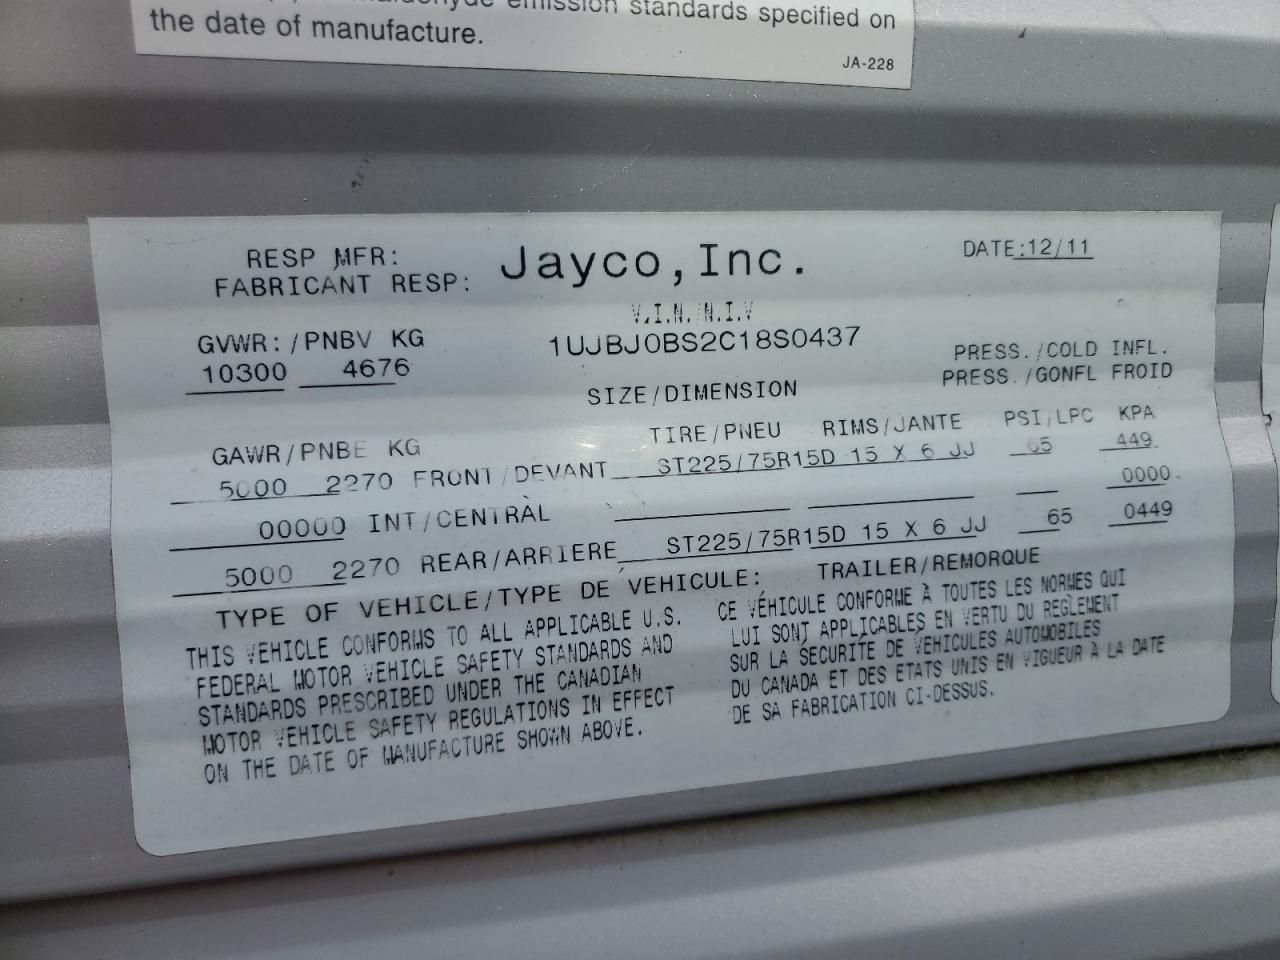 emission standards specified on
the date of manufacture.
JA-228
RESP MFR:
FABRICANT RESP:
Jayco, Inc.
DATE:12/11
V.I.N./N.I.V
GVWR:/PNBV KG
1UJBJ0BS2C18S0437
10300 4676
PRESS./COLD INFL.
PRESS./GONFL FROID
SIZE/DIMENSION
GAWR/PNBE KG
TIRE/PNEU RIMS/JANTE PSI/LPC KPA
5000 2270 FRONT/DEVANT ST225/75R15D 15 X 6 JJ 65 449
00000 INT/CENTRAL 0000
5000 2270 REAR/ARRIERE ST225/75R15D 15 X 6 JJ 65 0449
TYPE OF VEHICLE/TYPE DE VEHICULE: TRAILER/REMORQUE
THIS VEHICLE CONFORMS TO ALL APPLICABLE U.S.
FEDERAL MOTOR VEHICLE SAFETY STANDARDS AND
STANDARDS PRESCRIBED UNDER THE CANADIAN
MOTOR VEHICLE SAFETY REGULATIONS IN EFFECT
ON THE DATE OF MANUFACTURE SHOWN ABOVE.
CE VÉHICULE CONFORME À TOUTES LES NORMES QUI
LUI SONT APPLICABLES EN VERTU DU REGLEMENT
SUR LA SECURITE DE VEHICULES AUTOMOBILES
DU CANADA ET DES ETATS UNIS EN VIGUEUR À LA DATE
DE SA FABRICATION CI-DESSUS.